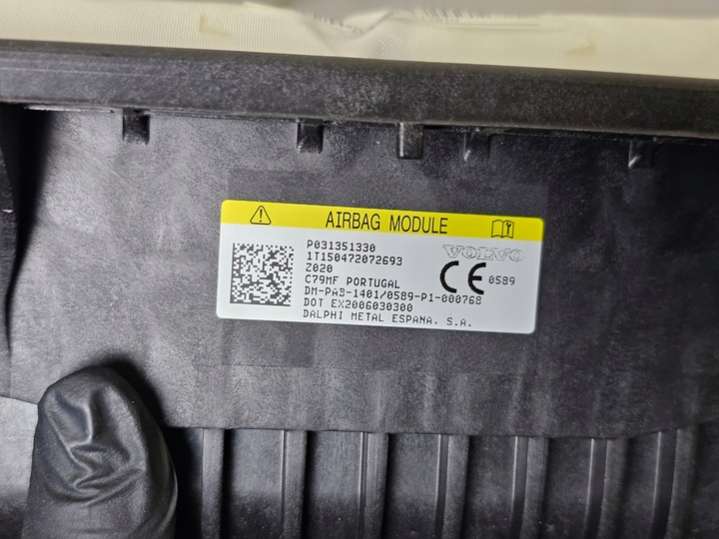 AIRBAG MODULE
P031351330
VOLVO
1T150472072693
Z020
C79MF PORTUGAL
CE 0589
DM-PAB-1401/0589-P1-000768
DOT EX2006030300
DALPHI METAL ESPANA. S.A.